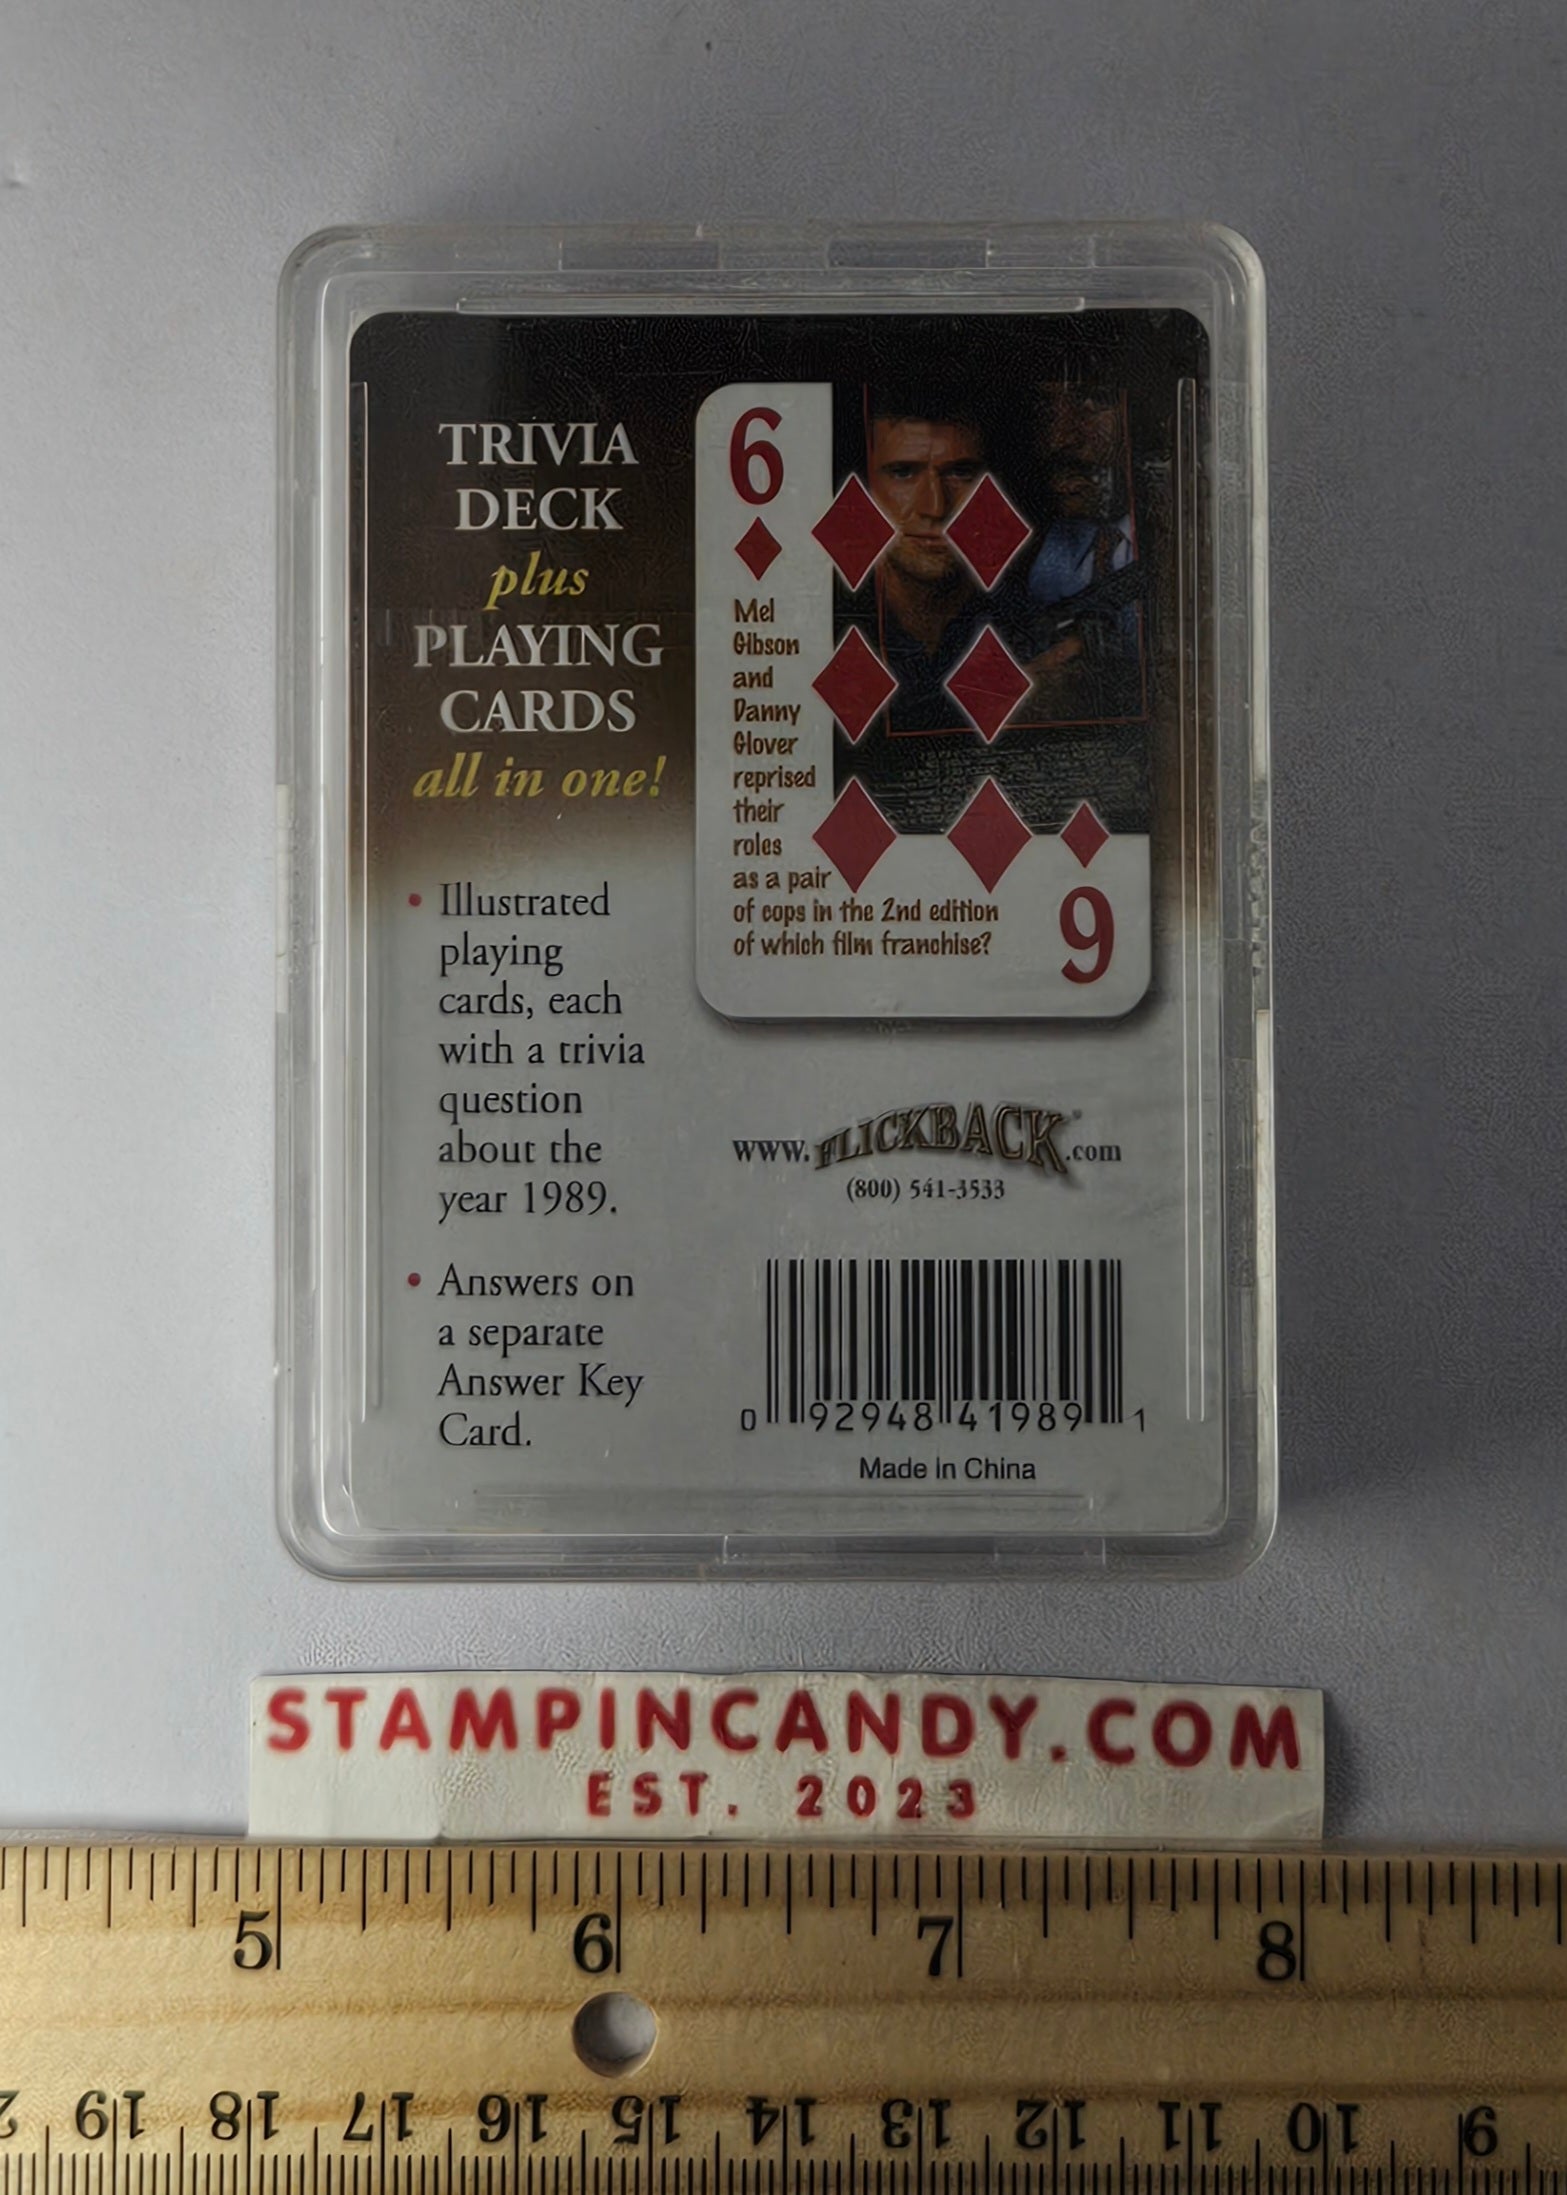 TRIVIA
DECK
plus
PLAYING
CARDS
all in one!
• Illustrated
playing
cards, each
with a trivia
question
about the
year 1989.
• Answers on
a separate
Answer Key
Card.
6
Mel
Gibson
and
Danny
Glover
reprised
their
roles
as a pair
of cops in the 2nd edition
of which film franchise?
6
www.FLICKBACK®.com
(800) 541-3533
0 92948 41989 1
Made in China
STAMPINCANDY.COM
EST. 2023
5 6 7 8
19 18 17 16 15 14 13 12 11 10 9